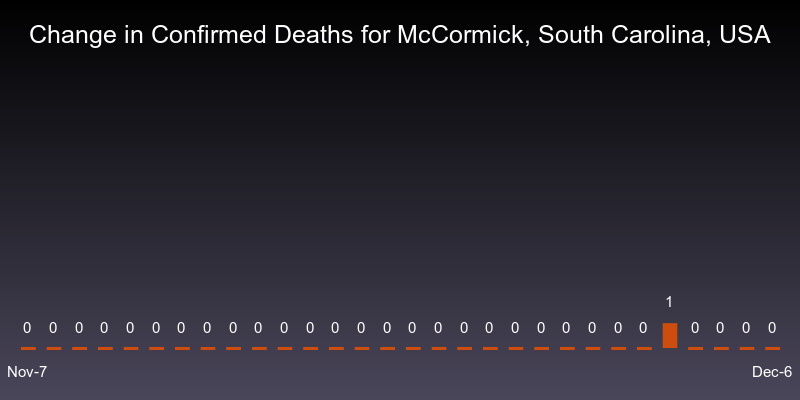 Change in Confirmed Deaths for McCormick, South Carolina, USA
1
0 0 0 0 0 0 0 0 0 0 0 0 0 0 0 0 0 0 0 0 0 0 0 0 0 0 0 0 0
Nov-7 Dec-6